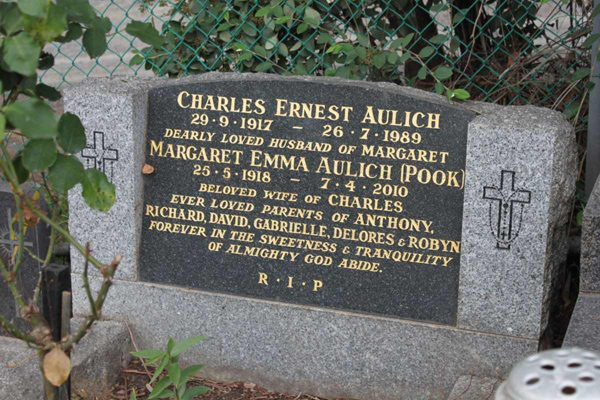 CHARLES ERNEST AULICH
29·9·1917 – 26·7·1989
DEARLY LOVED HUSBAND OF MARGARET
MARGARET EMMA AULICH (POOK)
25·5·1918 – 7·4·2010
BELOVED WIFE OF CHARLES
EVER LOVED PARENTS OF ANTHONY,
RICHARD, DAVID, GABRIELLE, DELORES & ROBYN
FOREVER IN THE SWEETNESS & TRANQUILITY
OF ALMIGHTY GOD ABIDE.
R·I·P